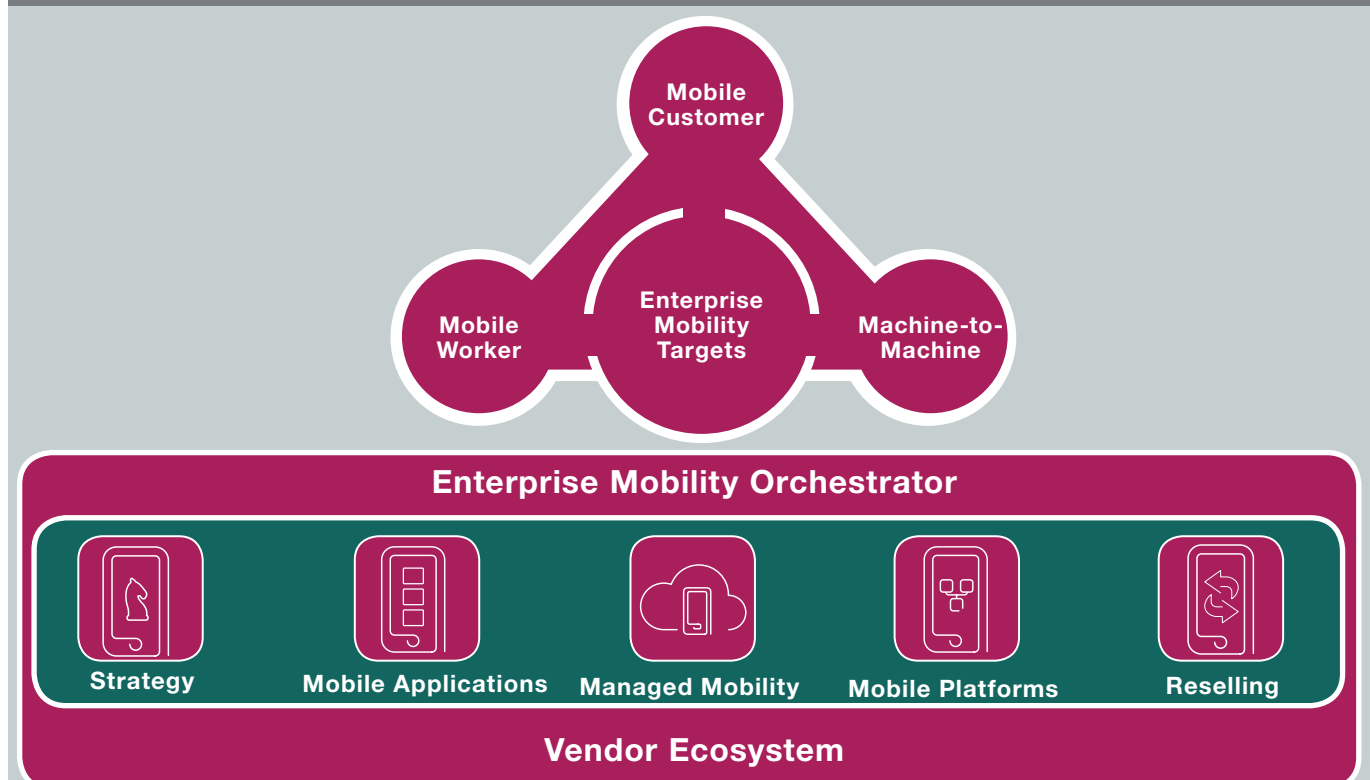 Mobile
Customer
Mobile
Worker
Enterprise
Mobility
Targets
Machine-to-
Machine
Enterprise Mobility Orchestrator
Strategy
Mobile Applications
Managed Mobility
Mobile Platforms
Reselling
Vendor Ecosystem